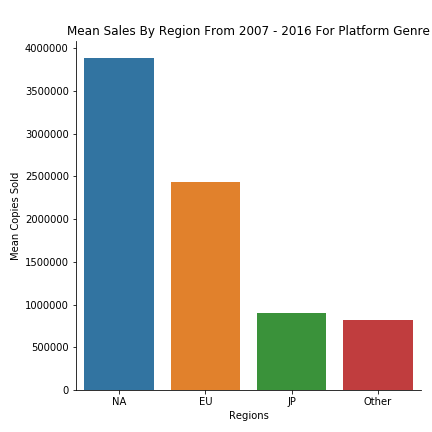 Mean Sales By Region From 2007 - 2016 For Platform Genre
4000000
3500000
3000000
2500000
2000000
1500000
1000000
500000
0
Mean Copies Sold
NA
EU
JP
Other
Regions